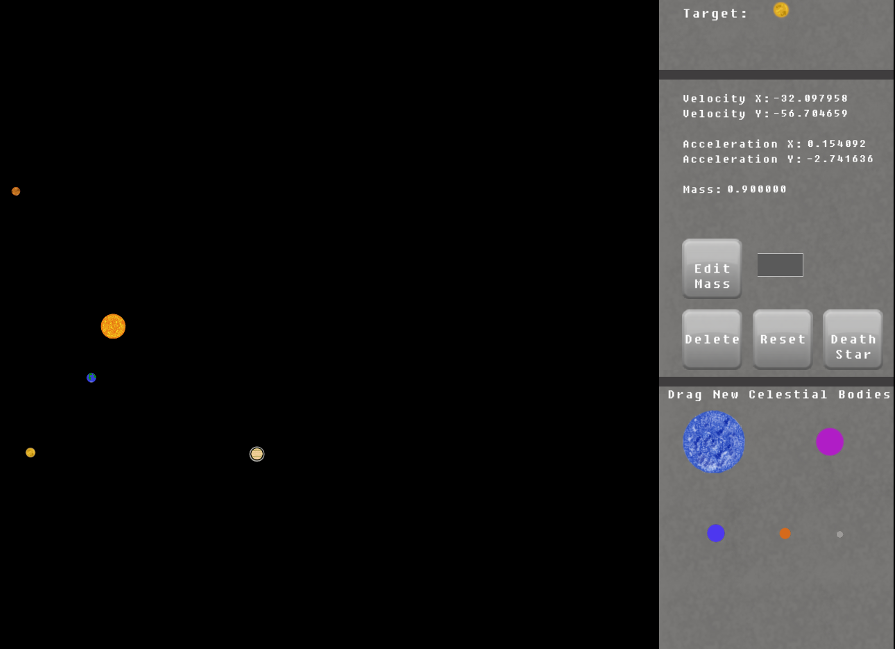 Target:
Velocity X: -32.097958
Velocity Y: -56.704659
Acceleration X: 0.154092
Acceleration Y: -2.741636
Mass: 0.900000
Edit
Mass
Delete
Reset
Death
Star
Drag New Celestial Bodies